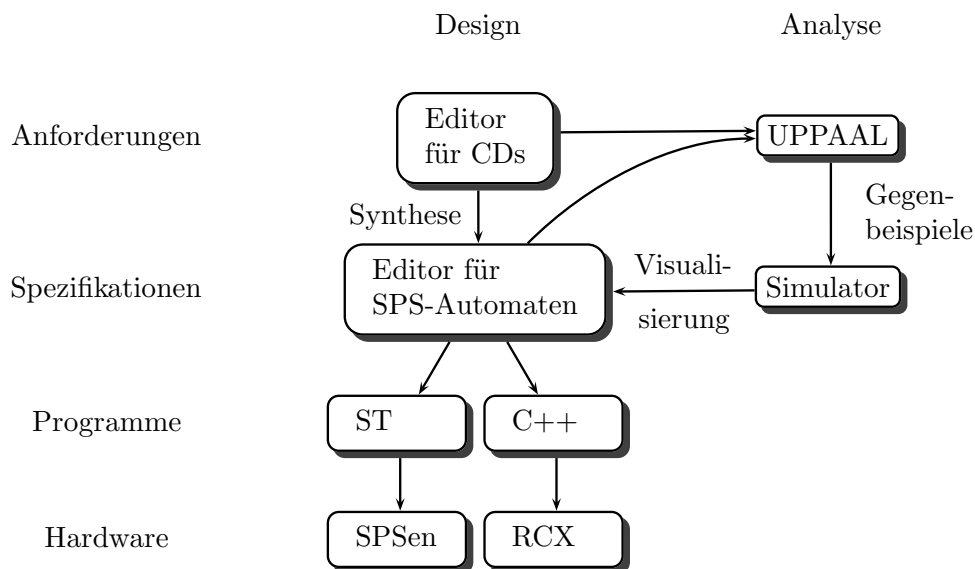 Design
Analyse
Anforderungen
Editor
für CDs
UPPAAL
Synthese
Gegen-
beispiele
Spezifikationen
Editor für
SPS-Automaten
Visuali-
sierung
Simulator
Programme
ST
C++
Hardware
SPSen
RCX